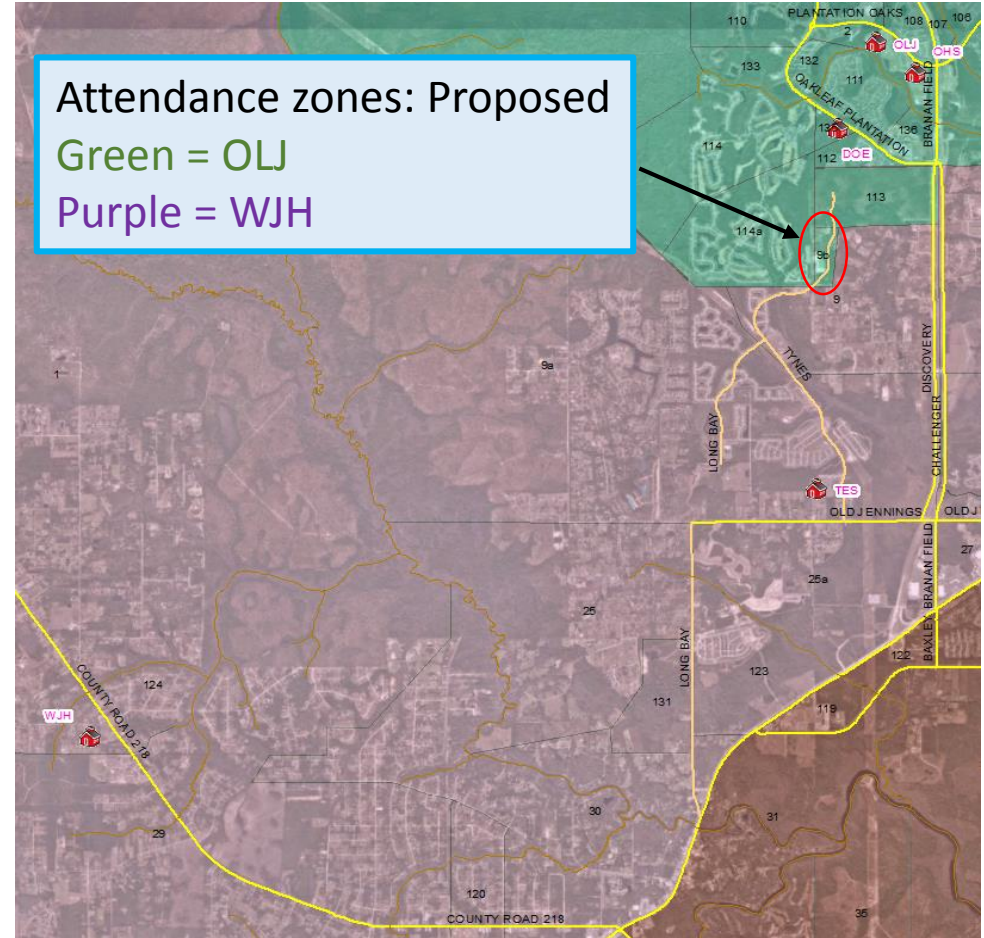 PLANTATION OAKS
110
108
107
106
2
OLJ
OHS
Attendance zones: Proposed
Green = OLJ
Purple = WJH
133
132
111
OAKLEAF PLANTATION
BRANAN FIELD
136
114
112
DOE
113
114a
9b
9
1
9a
TYNES
CHALLENGER
DISCOVERY
LONG BAY
TES
OLD JENNINGS
OLD J
27
25a
25
BAXLEY
BRANAN FIELD
LONG BAY
122
123
124
131
119
WJH
COUNTY ROAD 218
30
31
29
120
35
COUNTY ROAD 218